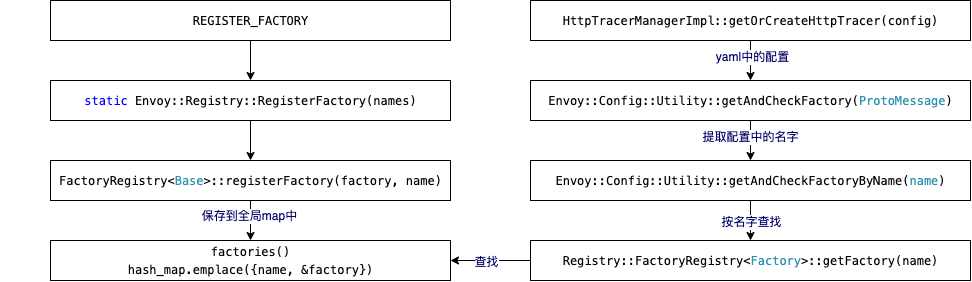 REGISTER_FACTORY
static Envoy::Registry::RegisterFactory(names)
FactoryRegistry<Base>::registerFactory(factory, name)
保存到全局map中
factories()
hash_map.emplace({name, &factory})
HttpTracerManagerImpl::getOrCreateHttpTracer(config)
yaml中的配置
Envoy::Config::Utility::getAndCheckFactory(ProtoMessage)
提取配置中的名字
Envoy::Config::Utility::getAndCheckFactoryByName(name)
按名字查找
Registry::FactoryRegistry<Factory>::getFactory(name)
查找